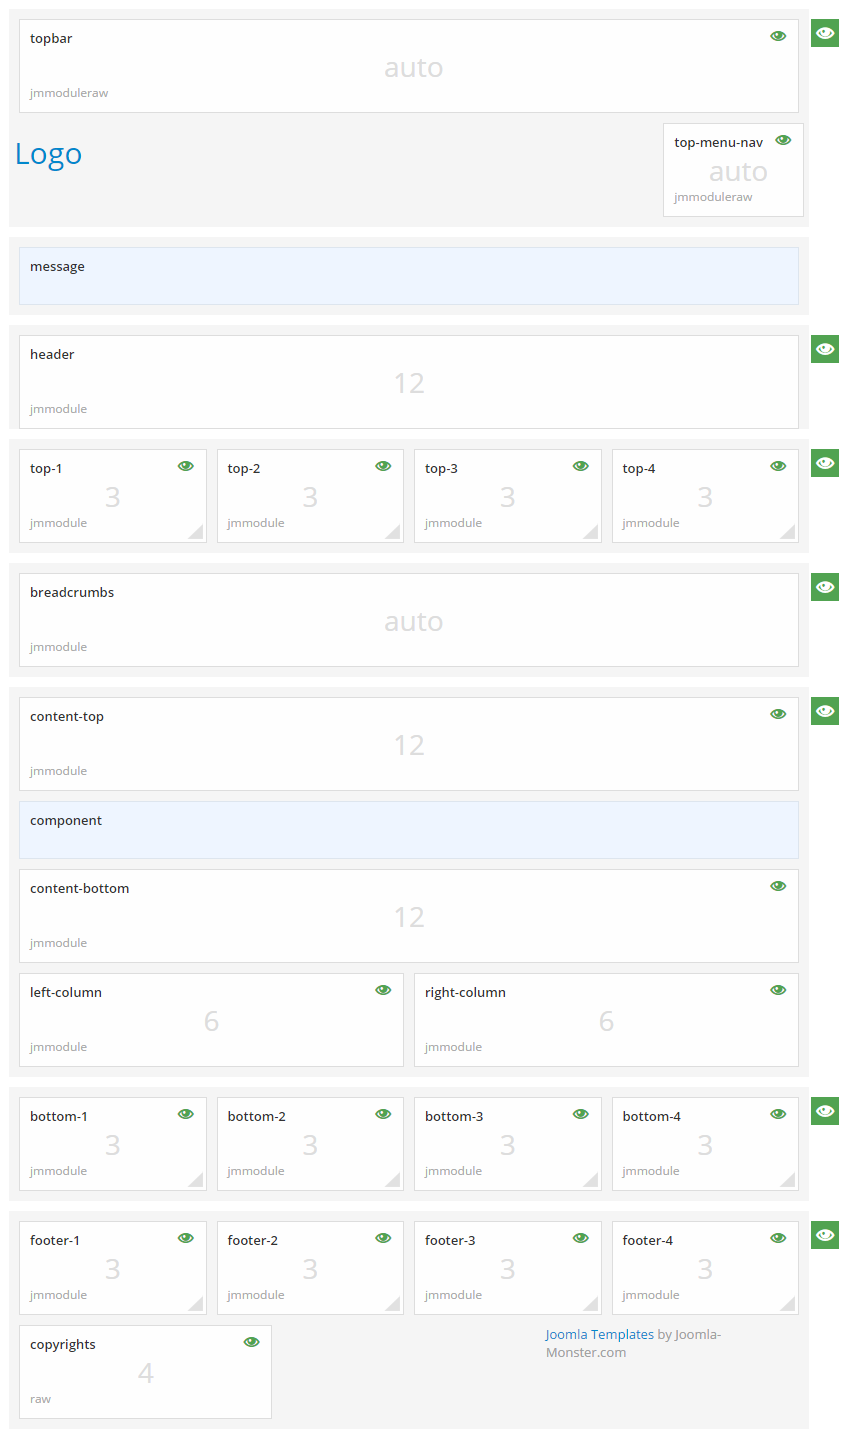 topbar
auto
jmmoduleraw
Logo
top-menu-nav
auto
jmmoduleraw
message
header
12
jmmodule
top-1
3
jmmodule
top-2
3
jmmodule
top-3
3
jmmodule
top-4
3
jmmodule
breadcrumbs
auto
jmmodule
content-top
12
jmmodule
component
content-bottom
12
jmmodule
left-column
6
jmmodule
right-column
6
jmmodule
bottom-1
3
jmmodule
bottom-2
3
jmmodule
bottom-3
3
jmmodule
bottom-4
3
jmmodule
footer-1
3
jmmodule
footer-2
3
jmmodule
footer-3
3
jmmodule
footer-4
3
jmmodule
copyrights
4
raw
Joomla Templates by Joomla-
Monster.com